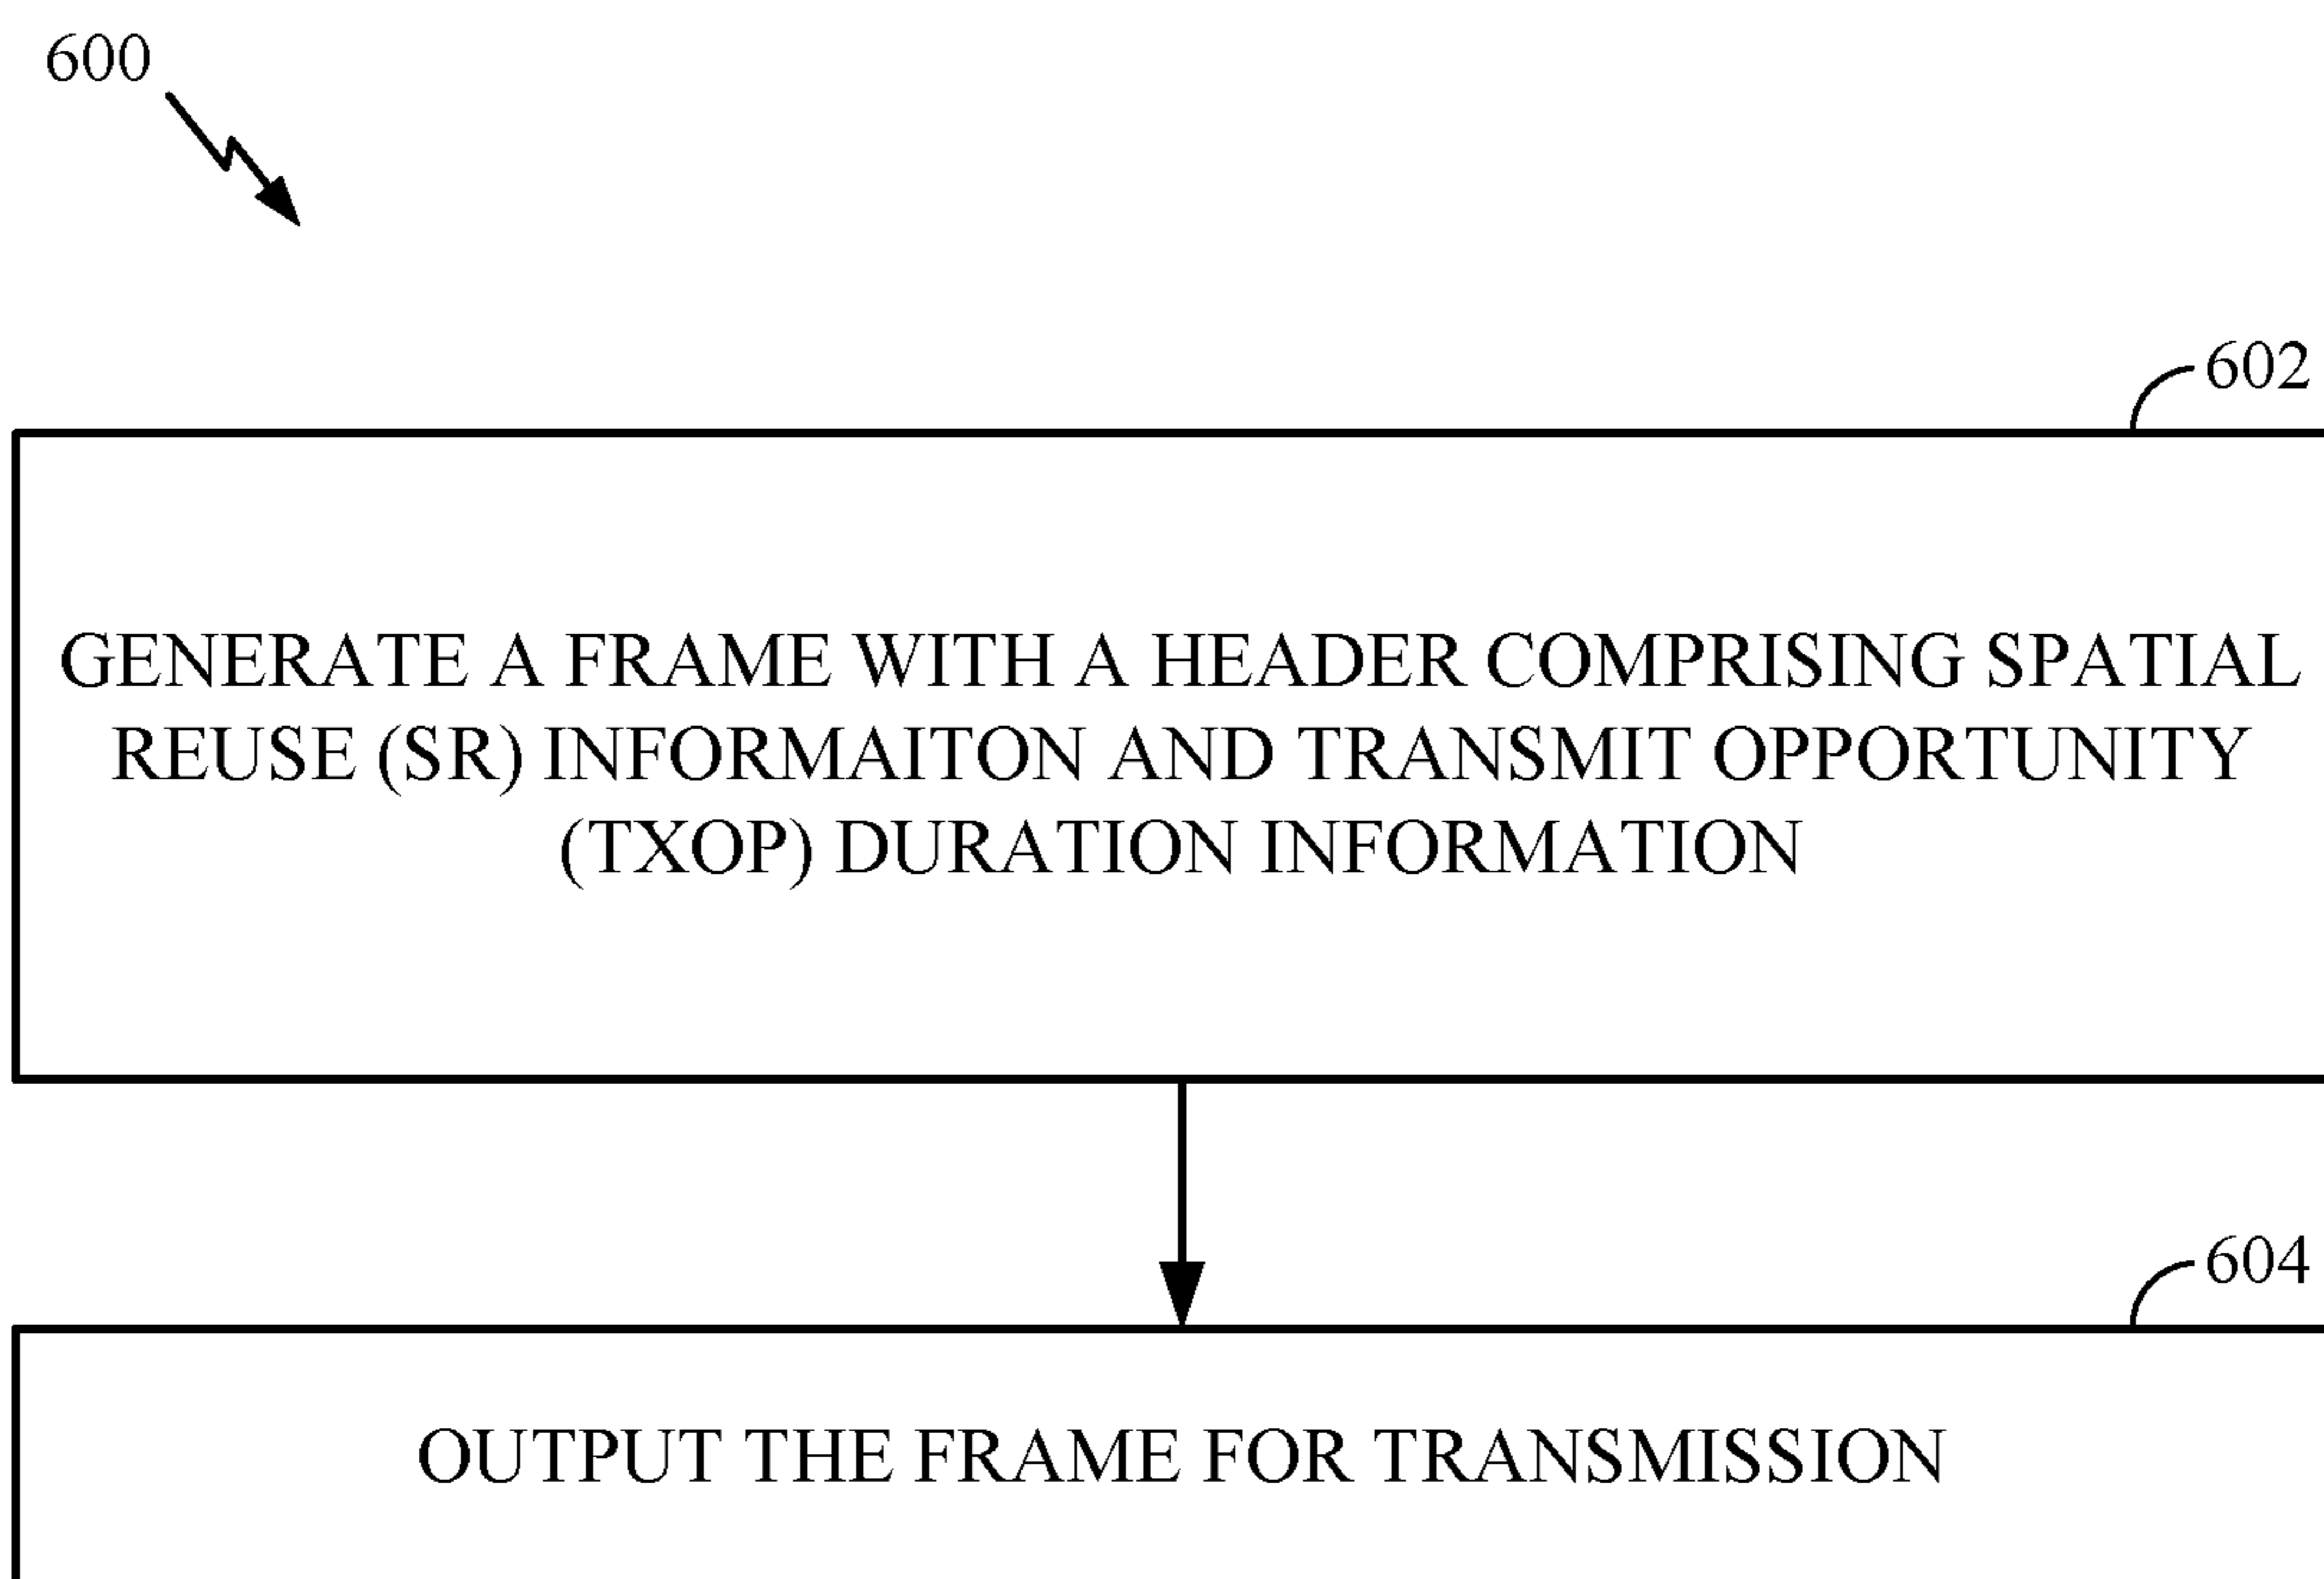 600
602
GENERATE A FRAME WITH A HEADER COMPRISING SPATIAL
REUSE (SR) INFORMAITON AND TRANSMIT OPPORTUNITY
(TXOP) DURATION INFORMATION
604
OUTPUT THE FRAME FOR TRANSMISSION